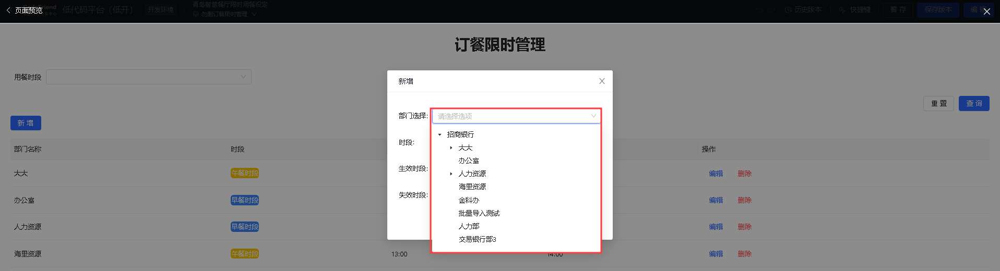 页面预览
低代码平台（低开）
开发环境
青岛智慧餐厅限时用餐设定
勿删订餐限时管理
历史版本
快捷键
暂 存
保存版本
订餐限时管理
用餐时段
重 置
查 询
新 增
部门名称 时段 操作
大大 午餐时段 编辑 删除
办公室 早餐时段 编辑 删除
人力资源 早餐时段 编辑 删除
海里资源 午餐时段 13:00 14:00 编辑 删除
新增
部门选择: 请选择选项
时段:
生效时段:
失效时段:
招商银行
大大
办公室
人力资源
海里资源
金科办
批量导入测试
人力部
交易银行部3